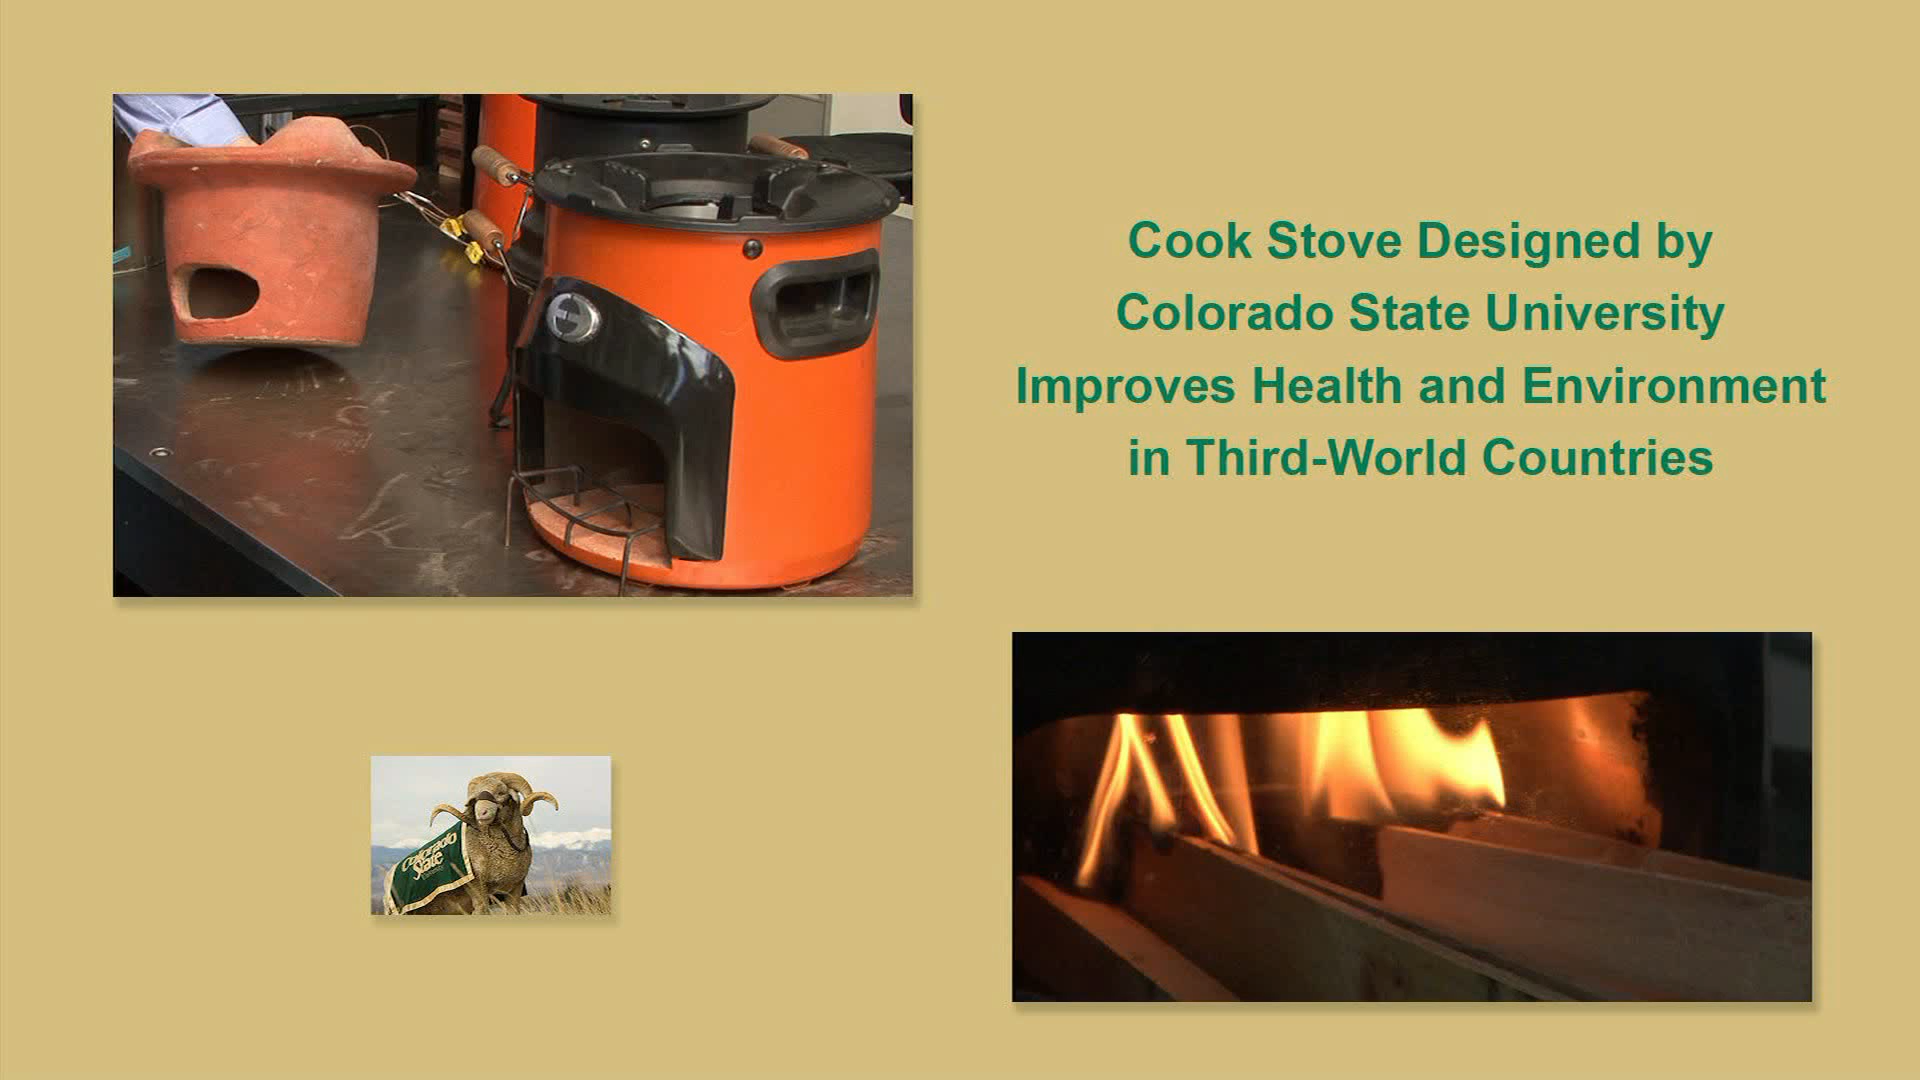 Cook Stove Designed by
Colorado State University
Improves Health and Environment
in Third-World Countries
Colorado
State